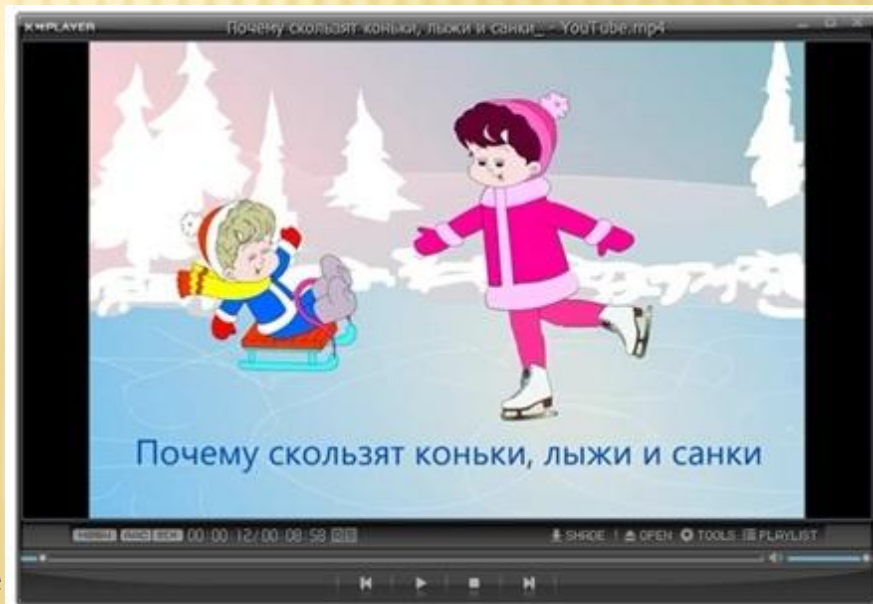 KMPLAYER
Почему скользят коньки, лыжи и санки_ - YouTube.mp4
Почему скользят коньки, лыжи и санки
00:00:12/00:08:58
SHADE OPEN TOOLS PLAYLIST